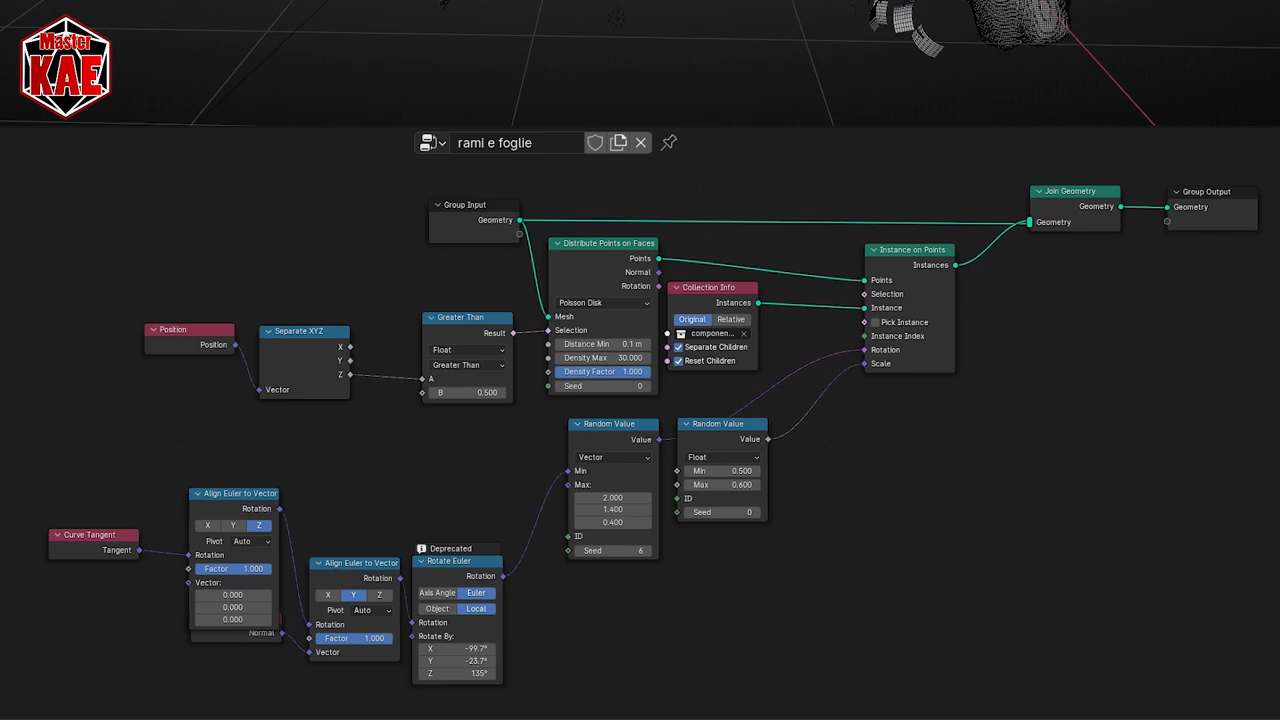 Master
KAE
rami e foglie
Group Input
Geometry
Join Geometry
Geometry
Geometry
Group Output
Geometry
Distribute Points on Faces
Points
Normal
Rotation
Poisson Disk
Mesh
Selection
Distance Min 0.1 m
Density Max 30.000
Density Factor 1.000
Seed 0
Collection Info
Instances
Original Relative
componen...
Separate Children
Reset Children
Instance on Points
Instances
Points
Selection
Instance
Pick Instance
Instance Index
Rotation
Scale
Position
Position
Separate XYZ
X
Y
Z
Vector
Greater Than
Result
Float
Greater Than
A
B 0.500
Random Value
Value
Vector
Min
Max:
2.000
1.400
0.400
ID
Seed 6
Random Value
Value
Float
Min 0.500
Max 0.600
ID
Seed 0
Curve Tangent
Tangent
Align Euler to Vector
Rotation
X Y Z
Pivot Auto
Rotation
Factor 1.000
Vector:
0.000
0.000
0.000
Normal
Align Euler to Vector
Rotation
X Y Z
Pivot Auto
Rotation
Factor 1.000
Vector
Deprecated
Rotate Euler
Rotation
Axis Angle Euler
Object Local
Rotation
Rotate By:
X -99.7°
Y -23.7°
Z 135°